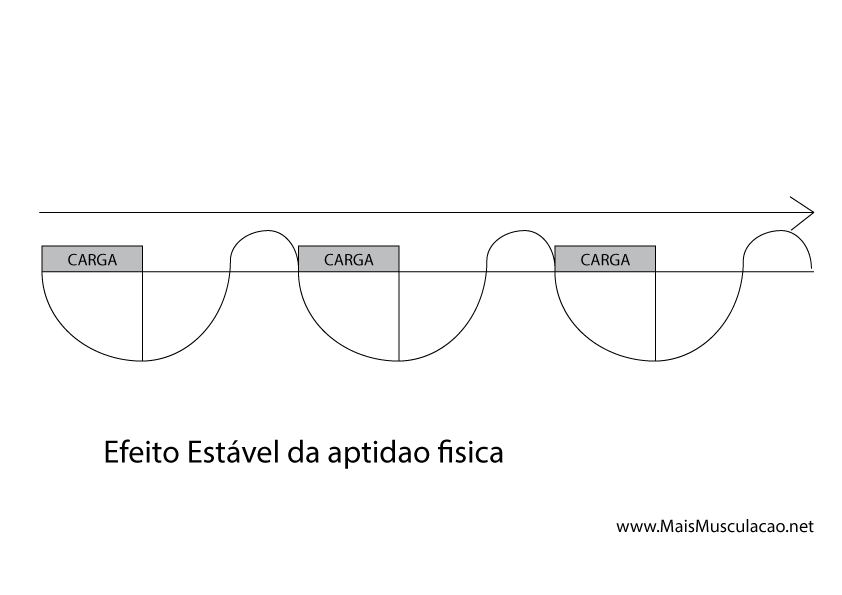 CARGA
CARGA
CARGA
Efeito Estável da aptidao fisica
www.MaisMusculacao.net